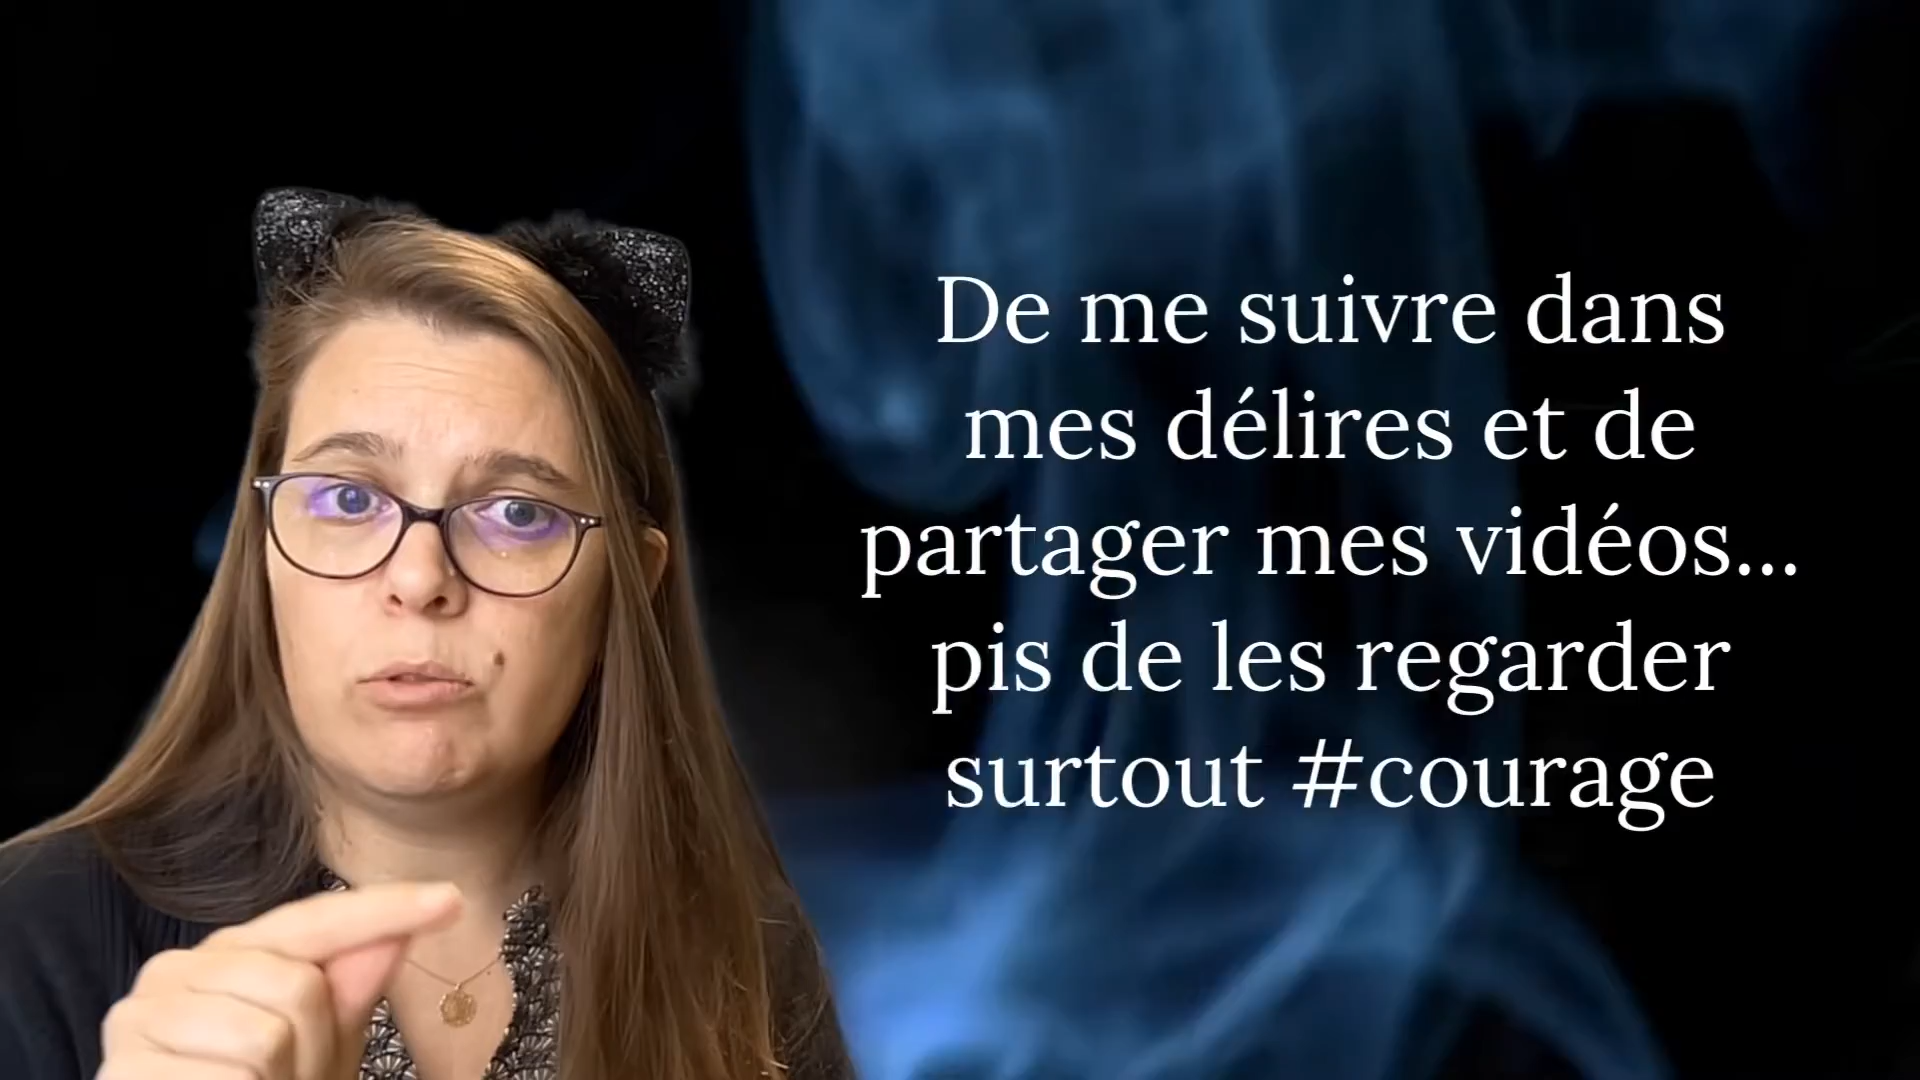 De me suivre dans
mes délires et de
partager mes vidéos...
pis de les regarder
surtout #courage